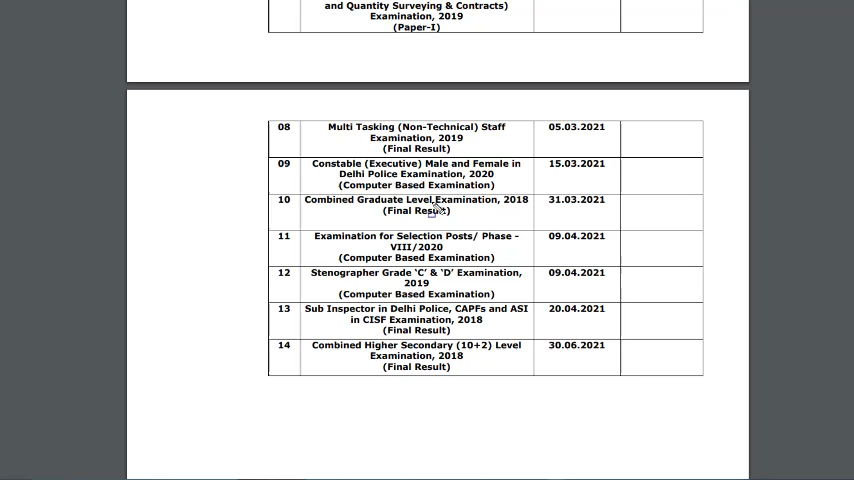 and Quantity Surveying & Contracts)
Examination, 2019
(Paper-I)
08 Multi Tasking (Non-Technical) Staff 05.03.2021
Examination, 2019
(Final Result)
09 Constable (Executive) Male and Female in 15.03.2021
Delhi Police Examination, 2020
(Computer Based Examination)
10 Combined Graduate Level Examination, 2018 31.03.2021
(Final Result)
11 Examination for Selection Posts/ Phase - 09.04.2021
VIII/2020
(Computer Based Examination)
12 Stenographer Grade ‘C’ & ‘D’ Examination, 09.04.2021
2019
(Computer Based Examination)
13 Sub Inspector in Delhi Police, CAPFs and ASI 20.04.2021
in CISF Examination, 2018
(Final Result)
14 Combined Higher Secondary (10+2) Level 30.06.2021
Examination, 2018
(Final Result)